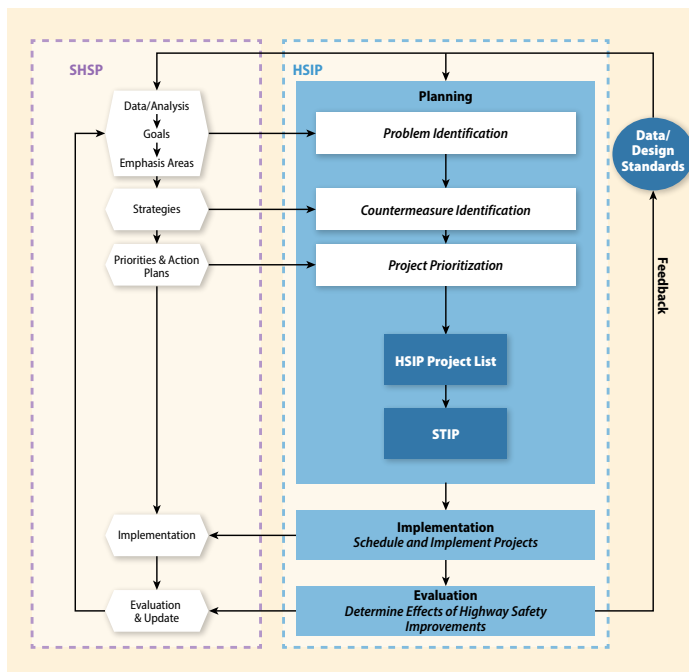 SHSP
HSIP
Data/Analysis
Goals
Emphasis Areas
Strategies
Priorities & Action
Plans
Implementation
Evaluation
& Update
Planning
Problem Identification
Countermeasure Identification
Project Prioritization
HSIP Project List
STIP
Implementation
Schedule and Implement Projects
Evaluation
Determine Effects of Highway Safety
Improvements
Data/
Design
Standards
Feedback